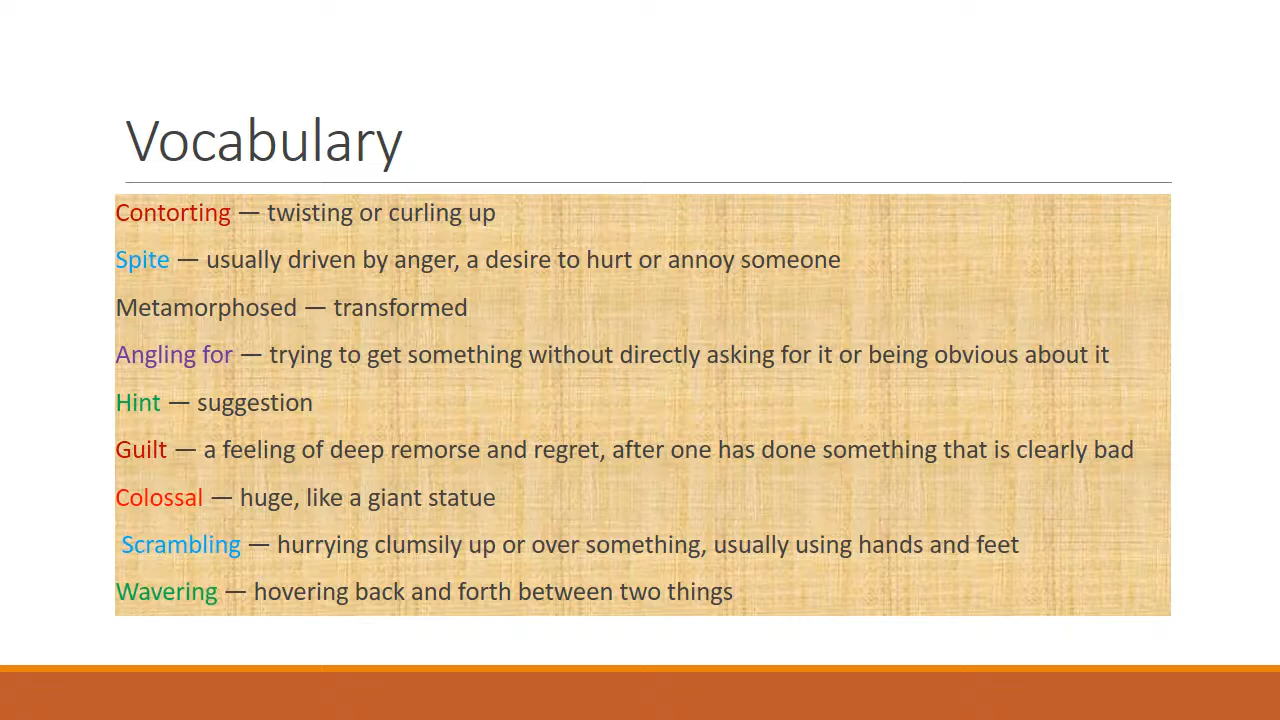 Vocabulary
Contorting — twisting or curling up
Spite — usually driven by anger, a desire to hurt or annoy someone
Metamorphosed — transformed
Angling for — trying to get something without directly asking for it or being obvious about it
Hint — suggestion
Guilt — a feeling of deep remorse and regret, after one has done something that is clearly bad
Colossal — huge, like a giant statue
Scrambling — hurrying clumsily up or over something, usually using hands and feet
Wavering — hovering back and forth between two things